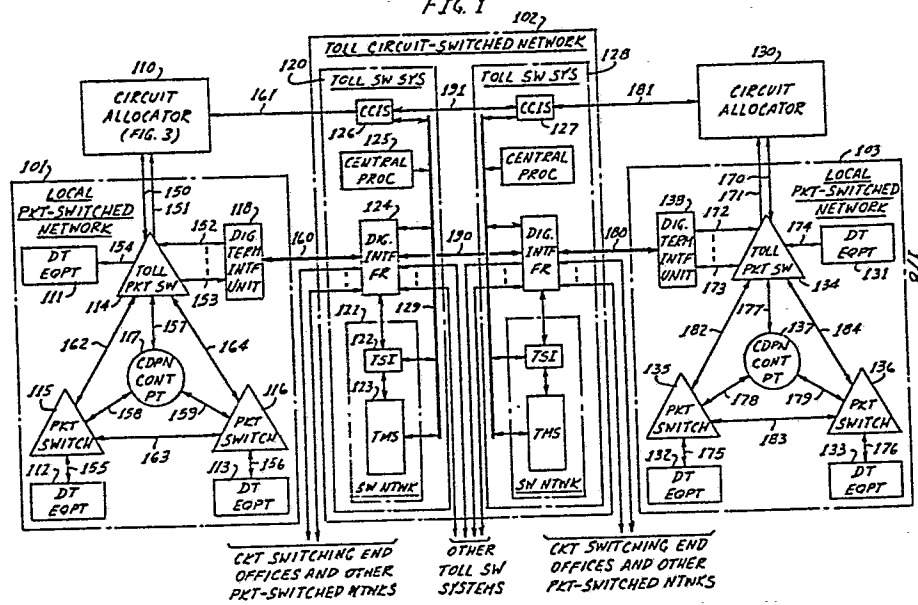 FIG. 1
102
TOLL CIRCUIT-SWITCHED NETWORK
120
TOLL SW SYS
TOLL SW SYS
128
110
CIRCUIT
ALLOCATOR
(FIG. 3)
161
CCIS
126
191
CCIS
127
181
130
CIRCUIT
ALLOCATOR
125
CENTRAL
PROC
CENTRAL
PROC
101
LOCAL
PKT-SWITCHED
NETWORK
150
151
170
171
103
LOCAL
PKT-SWITCHED
NETWORK
154
DT
EQPT
111
TOLL
PKT SW
114
152
153
118
DIG.
TERM
INTF
UNIT
160
124
DIG.
INTF
FR
190
129
DIG.
INTF
FR
180
DIG.
TERM
INTF
UNIT
172
173
TOLL
PKT SW
134
174
DT
EQPT
131
162
157
164
117
CDPN
CONT
PT
158
159
115
PKT
SWITCH
116
PKT
SWITCH
163
112
155
DT
EQPT
113
156
DT
EQPT
121
122
TSI
123
TMS
SW NTWK
TSI
TMS
SW NTWK
182
177
184
137
CDPN
CONT
PT
178
179
135
PKT
SWITCH
136
PKT
SWITCH
183
132
175
DT
EQPT
133
176
DT
EQPT
CKT SWITCHING END
OFFICES AND OTHER
PKT-SWITCHED NTNKS
OTHER
TOLL SW
SYSTEMS
CKT SWITCHING END
OFFICES AND OTHER
PKT-SWITCHED NTNKS